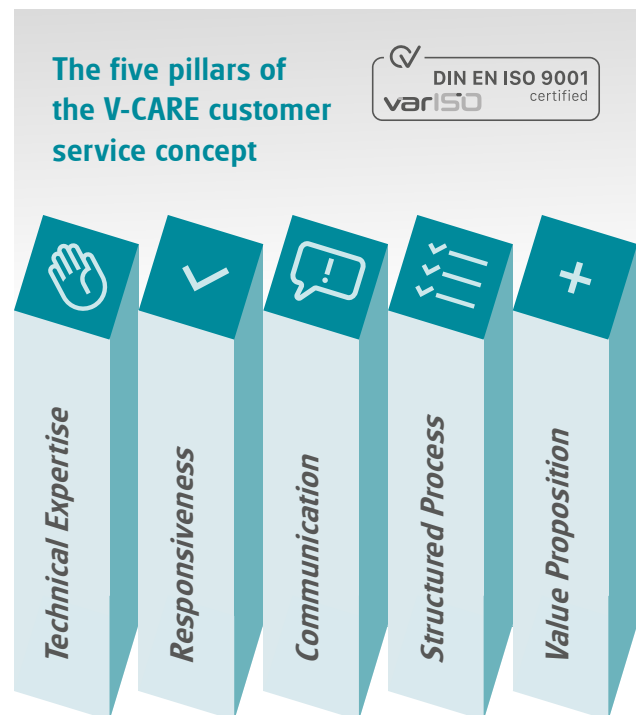 The five pillars of
the V-CARE customer
service concept
DIN EN ISO 9001
varISO certified
Technical Expertise
Responsiveness
Communication
Structured Process
Value Proposition